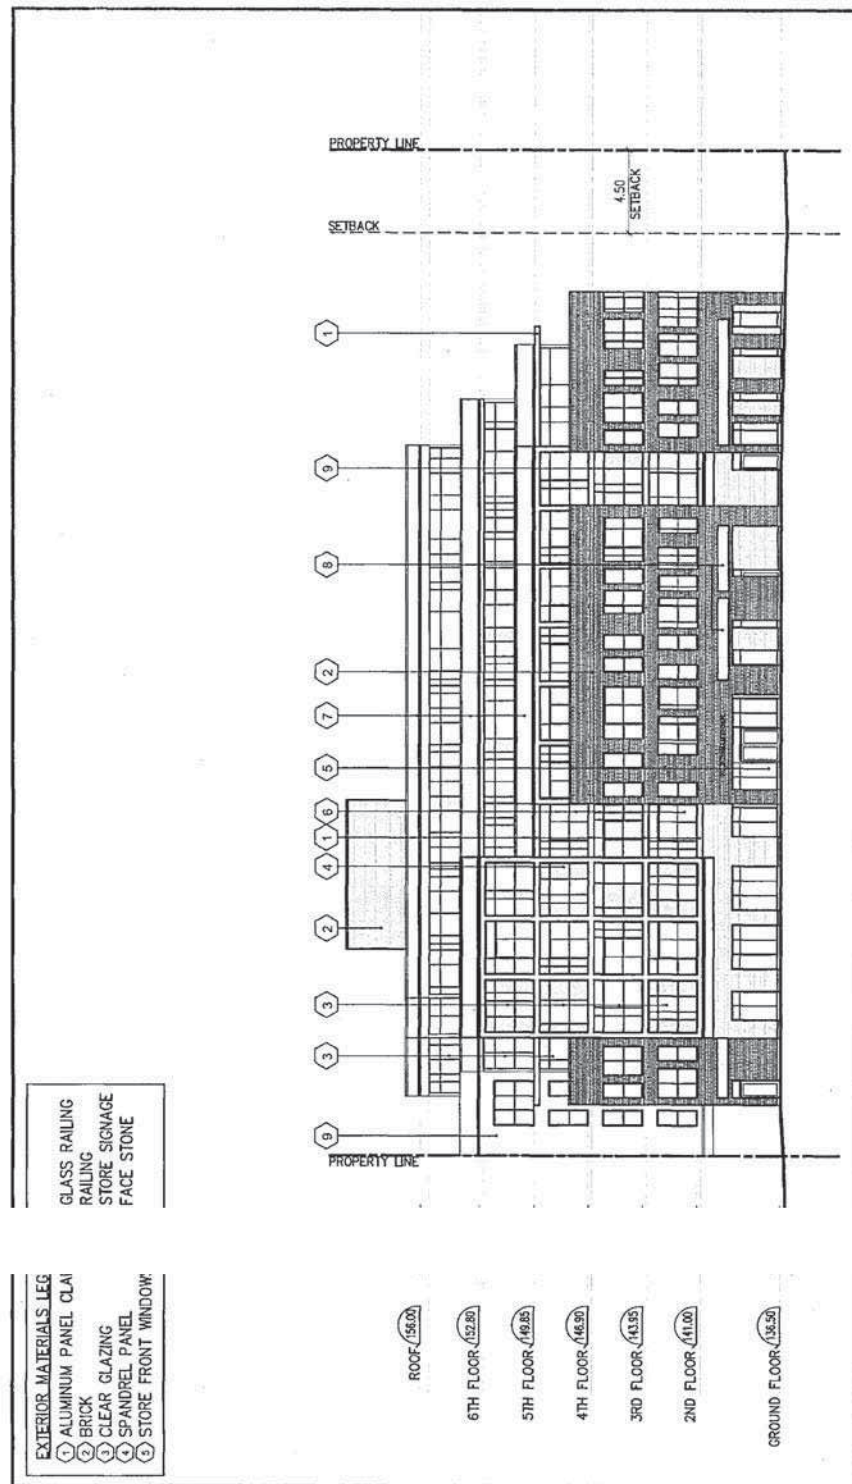 EXTERIOR MATERIALS LEG
1 ALUMINUM PANEL CLA
2 BRICK
3 CLEAR GLAZING
4 SPANDREL PANEL
5 STORE FRONT WINDOWS
GLASS RAILING
RAILING
STORE SIGNAGE
FACE STONE
PROPERTY LINE
SETBACK
4.50
SETBACK
1
9
8
2
7
5
6
1
4
2
3
3
9
PROPERTY LINE
ROOF 156.00
6TH FLOOR 152.80
5TH FLOOR 149.85
4TH FLOOR 146.90
3RD FLOOR 143.95
2ND FLOOR 141.00
GROUND FLOOR 136.50